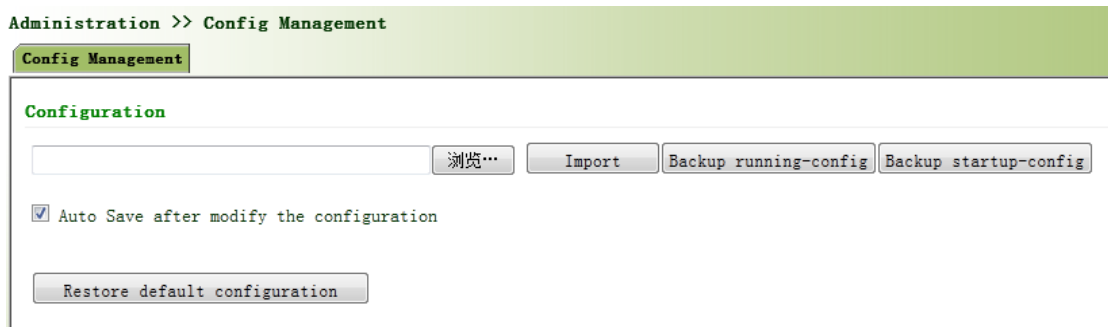 Administration >> Config Management
Config Management
Configuration
浏览… Import Backup running-config Backup startup-config
Auto Save after modify the configuration
Restore default configuration